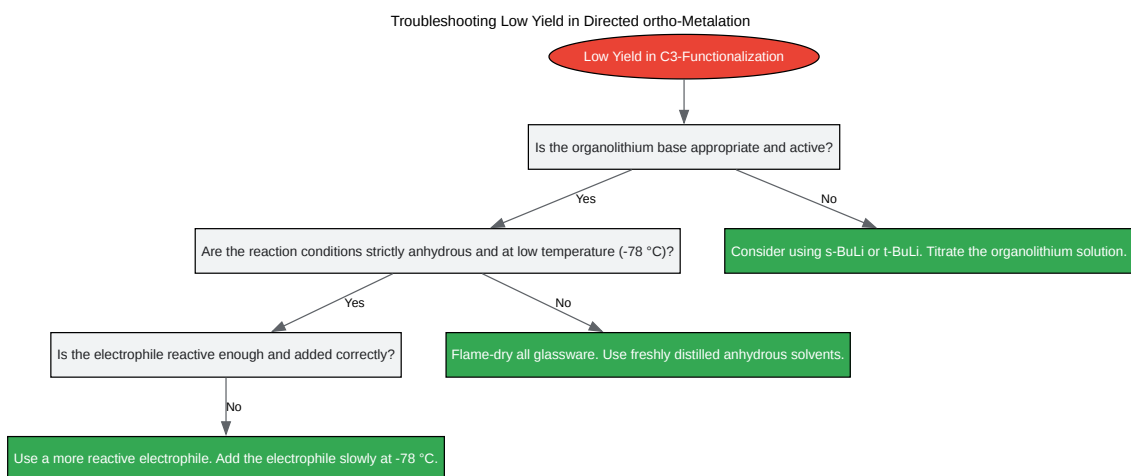 Troubleshooting Low Yield in Directed ortho-Metalation
Low Yield in C3-Functionalization
Is the organolithium base appropriate and active?
Yes
No
Are the reaction conditions strictly anhydrous and at low temperature (-78 °C)?
Consider using s-BuLi or t-BuLi. Titrate the organolithium solution.
Yes
No
Is the electrophile reactive enough and added correctly?
Flame-dry all glassware. Use freshly distilled anhydrous solvents.
No
Use a more reactive electrophile. Add the electrophile slowly at -78 °C.